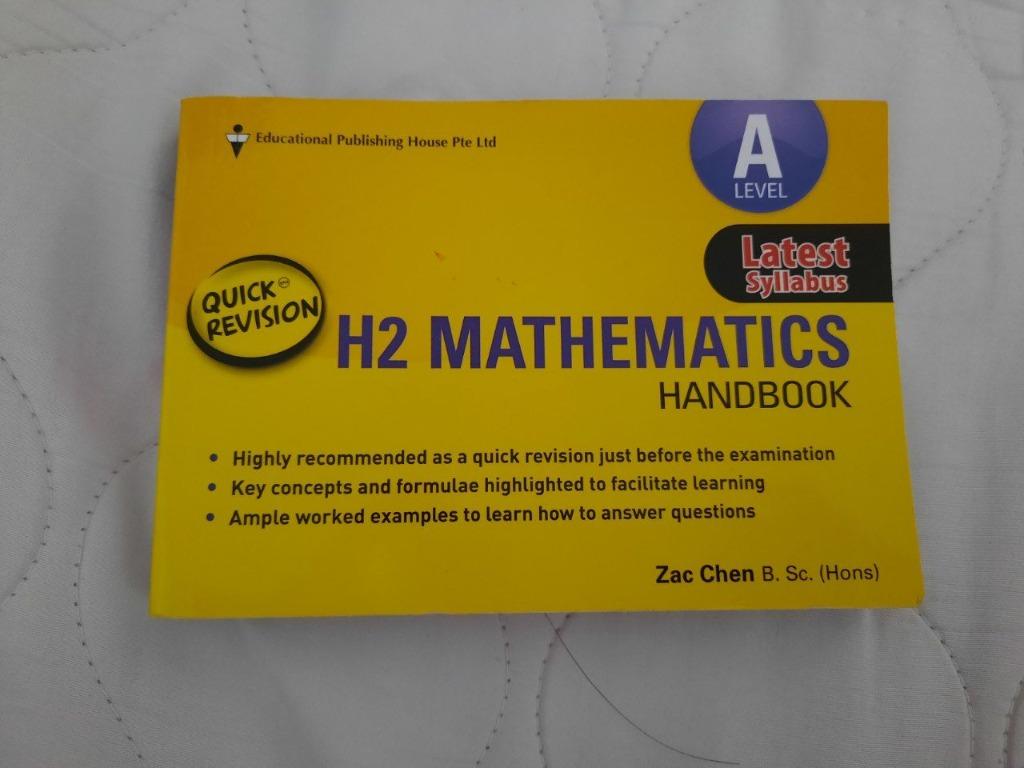 Educational Publishing House Pte Ltd
A
LEVEL
Latest
Syllabus
QUICK
REVISION
H2 MATHEMATICS
HANDBOOK
• Highly recommended as a quick revision just before the examination
• Key concepts and formulae highlighted to facilitate learning
• Ample worked examples to learn how to answer questions
Zac Chen B. Sc. (Hons)